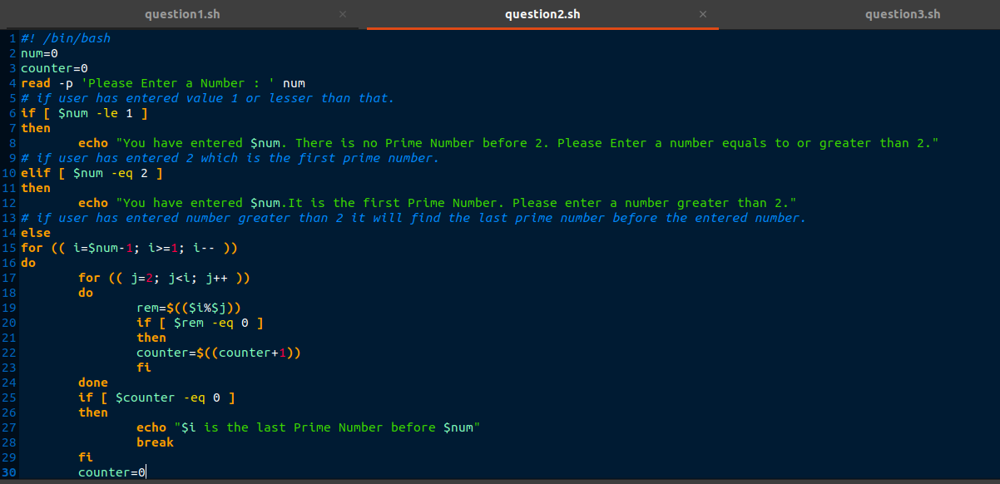 question1.sh × question2.sh × question3.sh
1 #! /bin/bash
2 num=0
3 counter=0
4 read -p 'Please Enter a Number : ' num
5 # if user has entered value 1 or lesser than that.
6 if [ $num -le 1 ]
7 then
8         echo "You have entered $num. There is no Prime Number before 2. Please Enter a number equals to or greater than 2."
9 # if user has entered 2 which is the first prime number.
10 elif [ $num -eq 2 ]
11 then
12         echo "You have entered $num.It is the first Prime Number. Please enter a number greater than 2."
13 # if user has entered number greater than 2 it will find the last prime number before the entered number.
14 else
15 for (( i=$num-1; i>=1; i-- ))
16 do
17         for (( j=2; j<i; j++ ))
18         do
19                 rem=$(($i%$j))
20                 if [ $rem -eq 0 ]
21                 then
22                 counter=$((counter+1))
23                 fi
24         done
25         if [ $counter -eq 0 ]
26         then
27                 echo "$i is the last Prime Number before $num"
28                 break
29         fi
30         counter=0